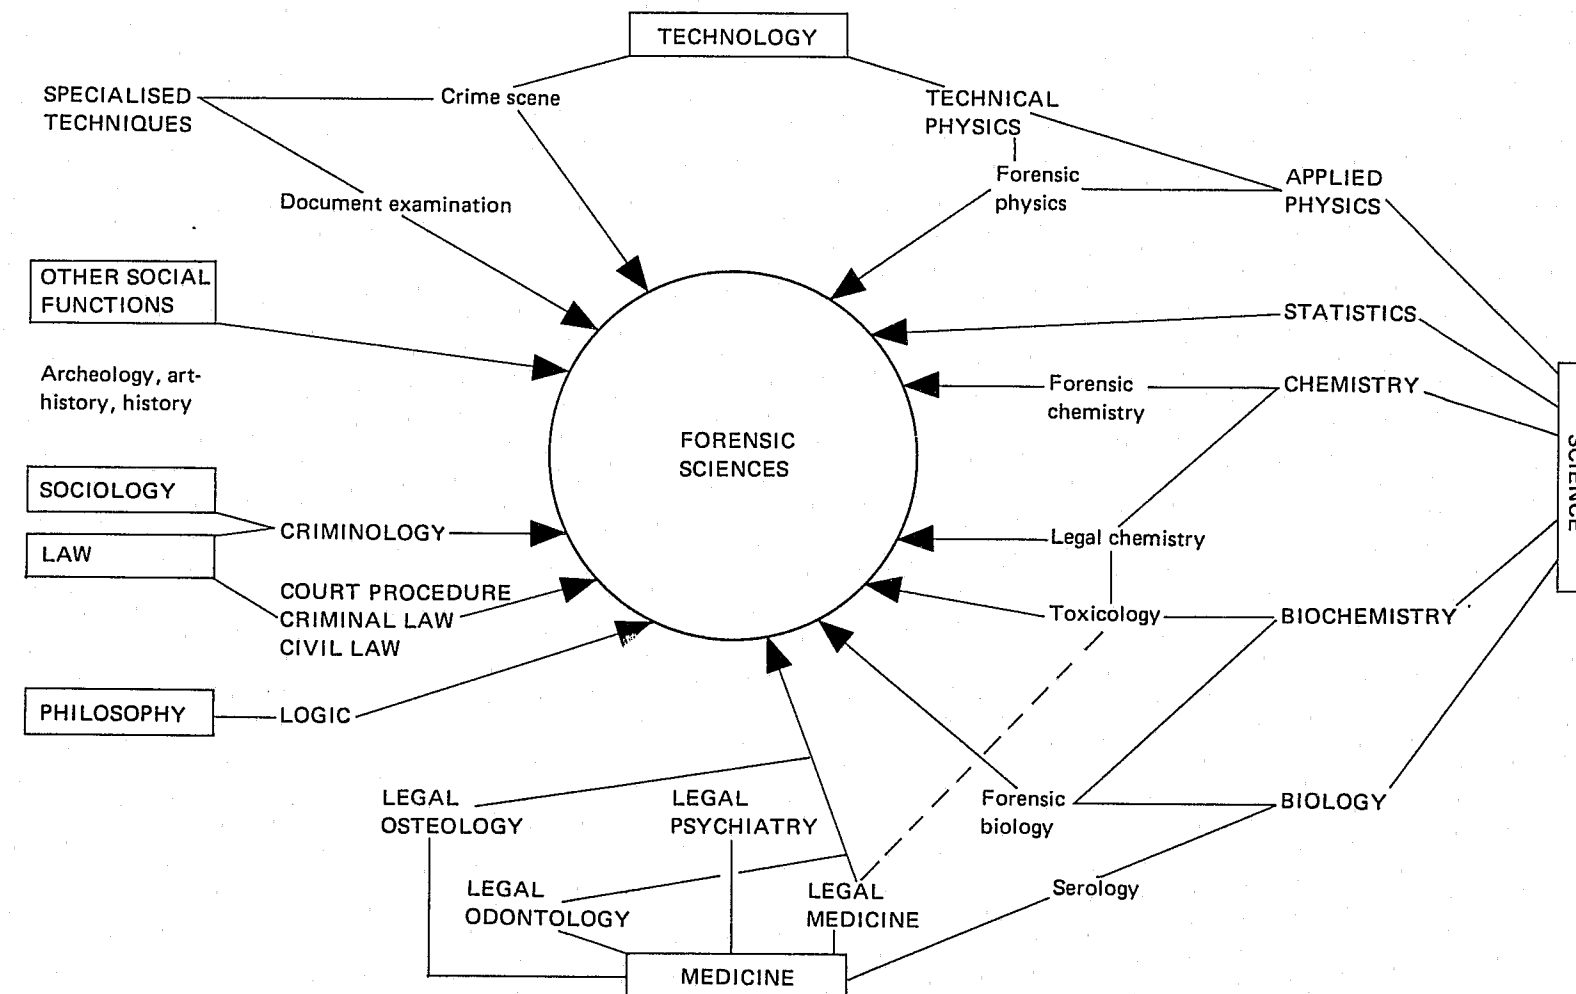 TECHNOLOGY
SPECIALISED
TECHNIQUES
Crime scene
TECHNICAL
PHYSICS
Forensic
physics
APPLIED
PHYSICS
Document examination
OTHER SOCIAL
FUNCTIONS
STATISTICS
Archeology, art-
history, history
Forensic
chemistry
CHEMISTRY
FORENSIC
SCIENCES
SCIENCE
SOCIOLOGY
CRIMINOLOGY
LAW
Legal chemistry
COURT PROCEDURE
CRIMINAL LAW
CIVIL LAW
Toxicology
BIOCHEMISTRY
PHILOSOPHY
LOGIC
LEGAL
OSTEOLOGY
LEGAL
PSYCHIATRY
Forensic
biology
BIOLOGY
LEGAL
ODONTOLOGY
LEGAL
MEDICINE
Serology
MEDICINE